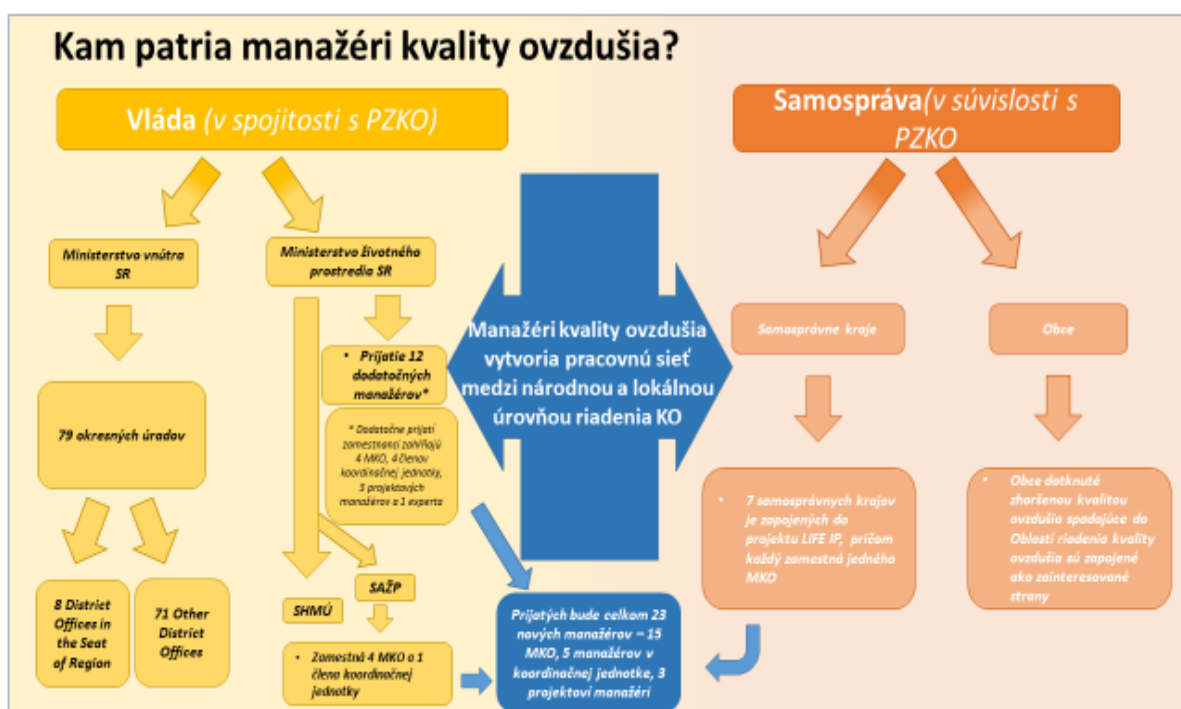 Kam patria manažéri kvality ovzdušia?
Vláda (v spojitosti s PZKO)
Samospráva(v súvislosti s
PZKO
Ministerstvo vnútra
SR
Ministerstvo životného
prostredia SR
Manažéri kvality ovzdušia
vytvoria pracovnú sieť
medzi národnou a lokálnou
úrovňou riadenia KO
Samosprávne kraje
Obce
• Prijatie 12
dodatočných
manažérov*
* Dodatočne prijatí
zamestnanci zahŕňajú
4 MKO, 4 členov
koordinačnej jednotky,
3 projektových
manažérov a 1 experta
79 okresných úradov
8 District
Offices in
the Seat
of Region
71 Other
District
Offices
SHMÚ
SAŽP
• Zamestná 4 MKO a 1
člena koordinačnej
jednotky
Prijatých bude celkom 23
nových manažérov – 15
MKO, 5 manažérov v
koordinačnej jednotke, 3
projektoví manažéri
• 7 samosprávnych krajov
je zapojených do
projektu LIFE IP, pričom
každý zamestná jedného
MKO
• Obce dotknuté
zhoršenou kvalitou
ovzdušia spadajúce do
Oblastí riadenia kvality
ovzdušia sú zapojené
ako zainteresované
strany